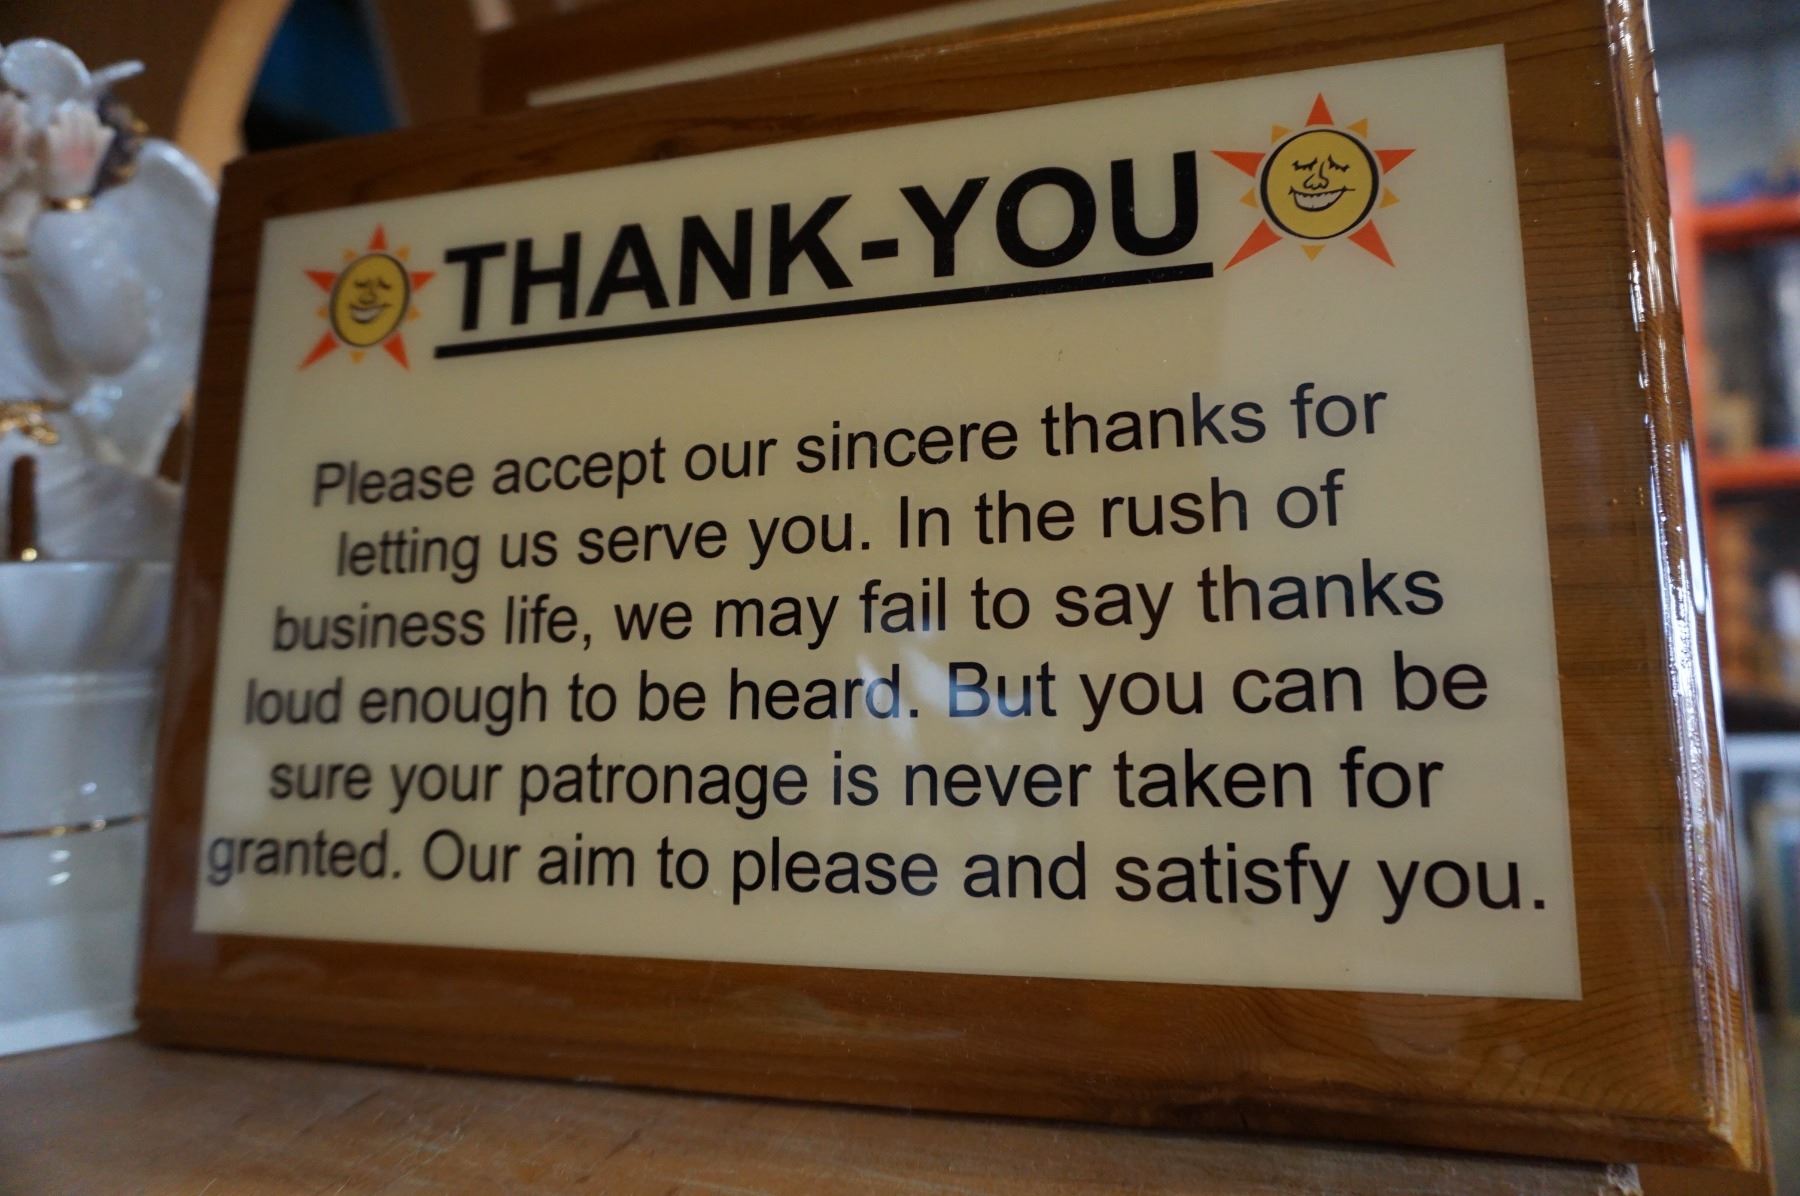 THANK-YOU
Please accept our sincere thanks for
letting us serve you. In the rush of
business life, we may fail to say thanks
loud enough to be heard. But you can be
sure your patronage is never taken for
granted. Our aim to please and satisfy you.